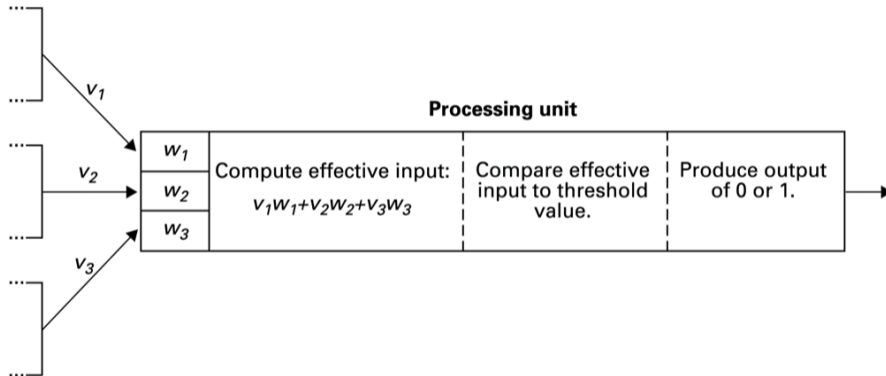 Processing unit
v1
v2
v3
w1
w2
w3
Compute effective input:
v1w1+v2w2+v3w3
Compare effective
input to threshold
value.
Produce output
of 0 or 1.